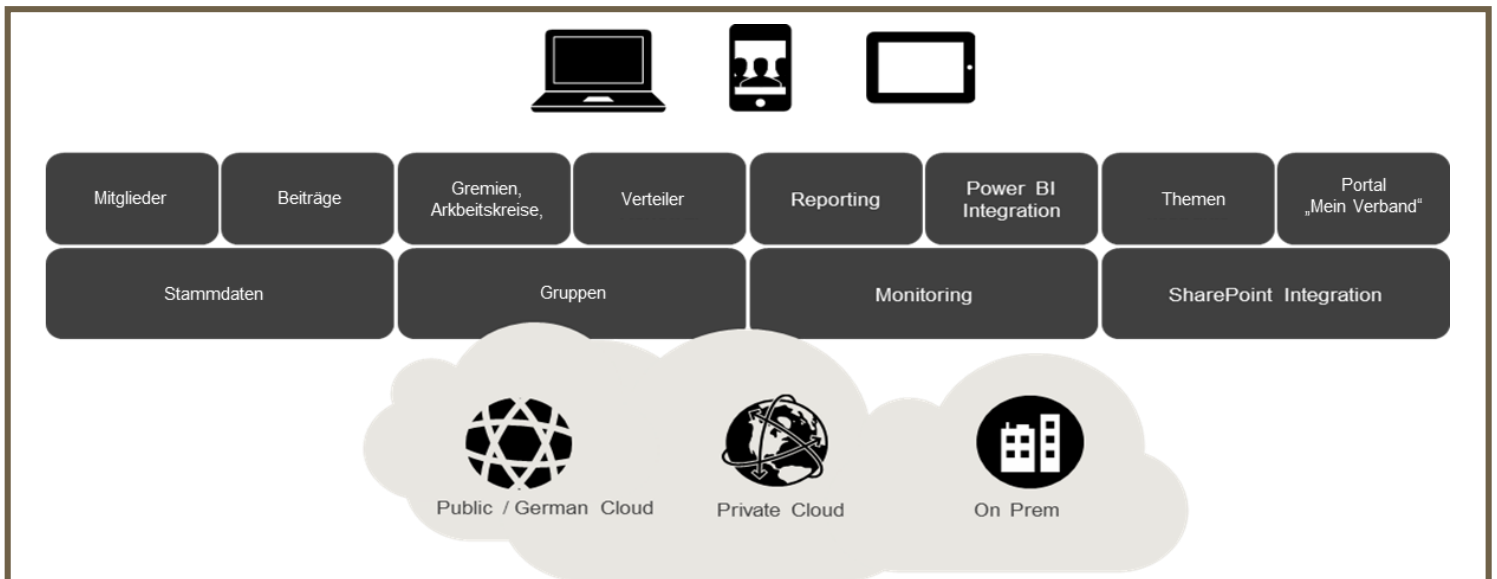 Mitglieder
Beiträge
Gremien,
Arkbeitskreise,
Verteiler
Reporting
Power BI
Integration
Themen
Portal
„Mein Verband“
Stammdaten
Gruppen
Monitoring
SharePoint Integration
Public / German Cloud
Private Cloud
On Prem